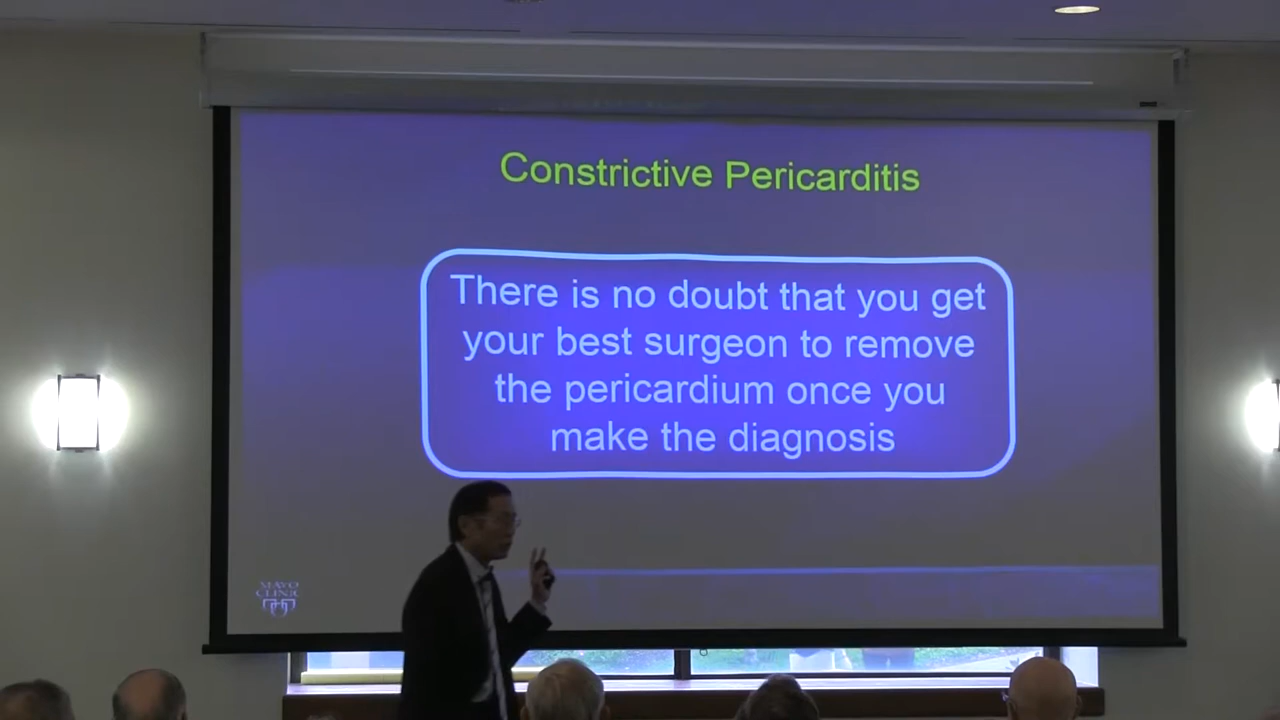 Constrictive Pericarditis
There is no doubt that you get
your best surgeon to remove
the pericardium once you
make the diagnosis
MAYO
CLINIC